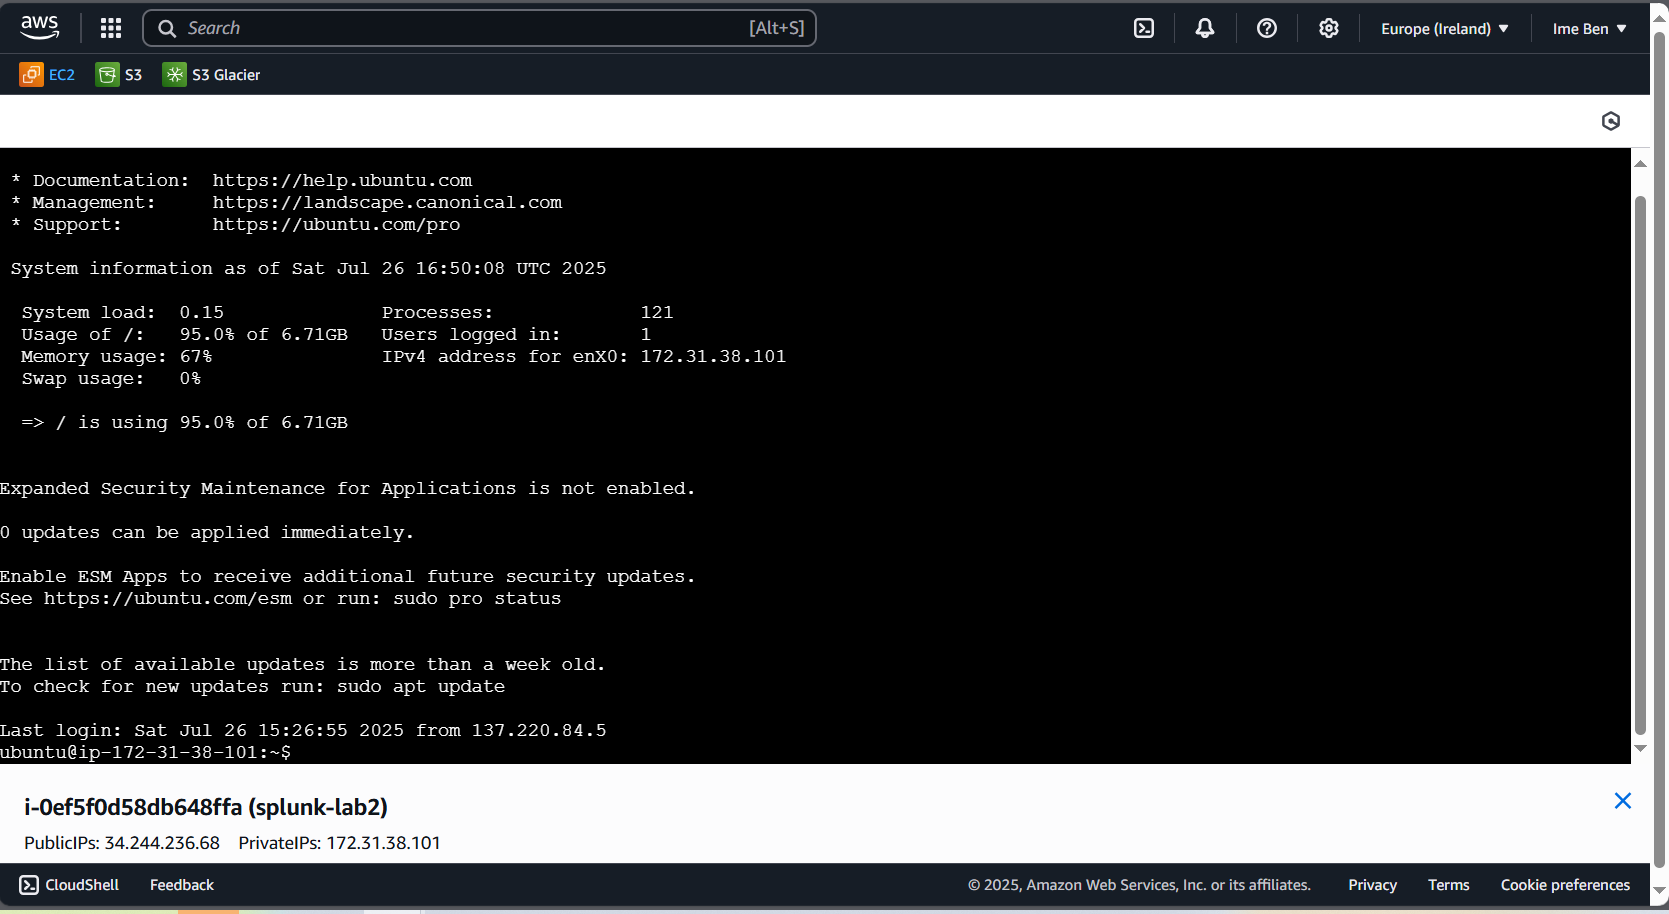 aws Search [Alt+S] Europe (Ireland) Ime Ben
EC2 S3 S3 Glacier
* Documentation: https://help.ubuntu.com
* Management: https://landscape.canonical.com
* Support: https://ubuntu.com/pro
System information as of Sat Jul 26 16:50:08 UTC 2025
System load: 0.15 Processes: 121
Usage of /: 95.0% of 6.71GB Users logged in: 1
Memory usage: 67% IPv4 address for enX0: 172.31.38.101
Swap usage: 0%
=> / is using 95.0% of 6.71GB
Expanded Security Maintenance for Applications is not enabled.
0 updates can be applied immediately.
Enable ESM Apps to receive additional future security updates.
See https://ubuntu.com/esm or run: sudo pro status
The list of available updates is more than a week old.
To check for new updates run: sudo apt update
Last login: Sat Jul 26 15:26:55 2025 from 137.220.84.5
ubuntu@ip-172-31-38-101:~$
i-0ef5f0d58db648ffa (splunk-lab2)
PublicIPs: 34.244.236.68 PrivateIPs: 172.31.38.101
CloudShell Feedback © 2025, Amazon Web Services, Inc. or its affiliates. Privacy Terms Cookie preferences